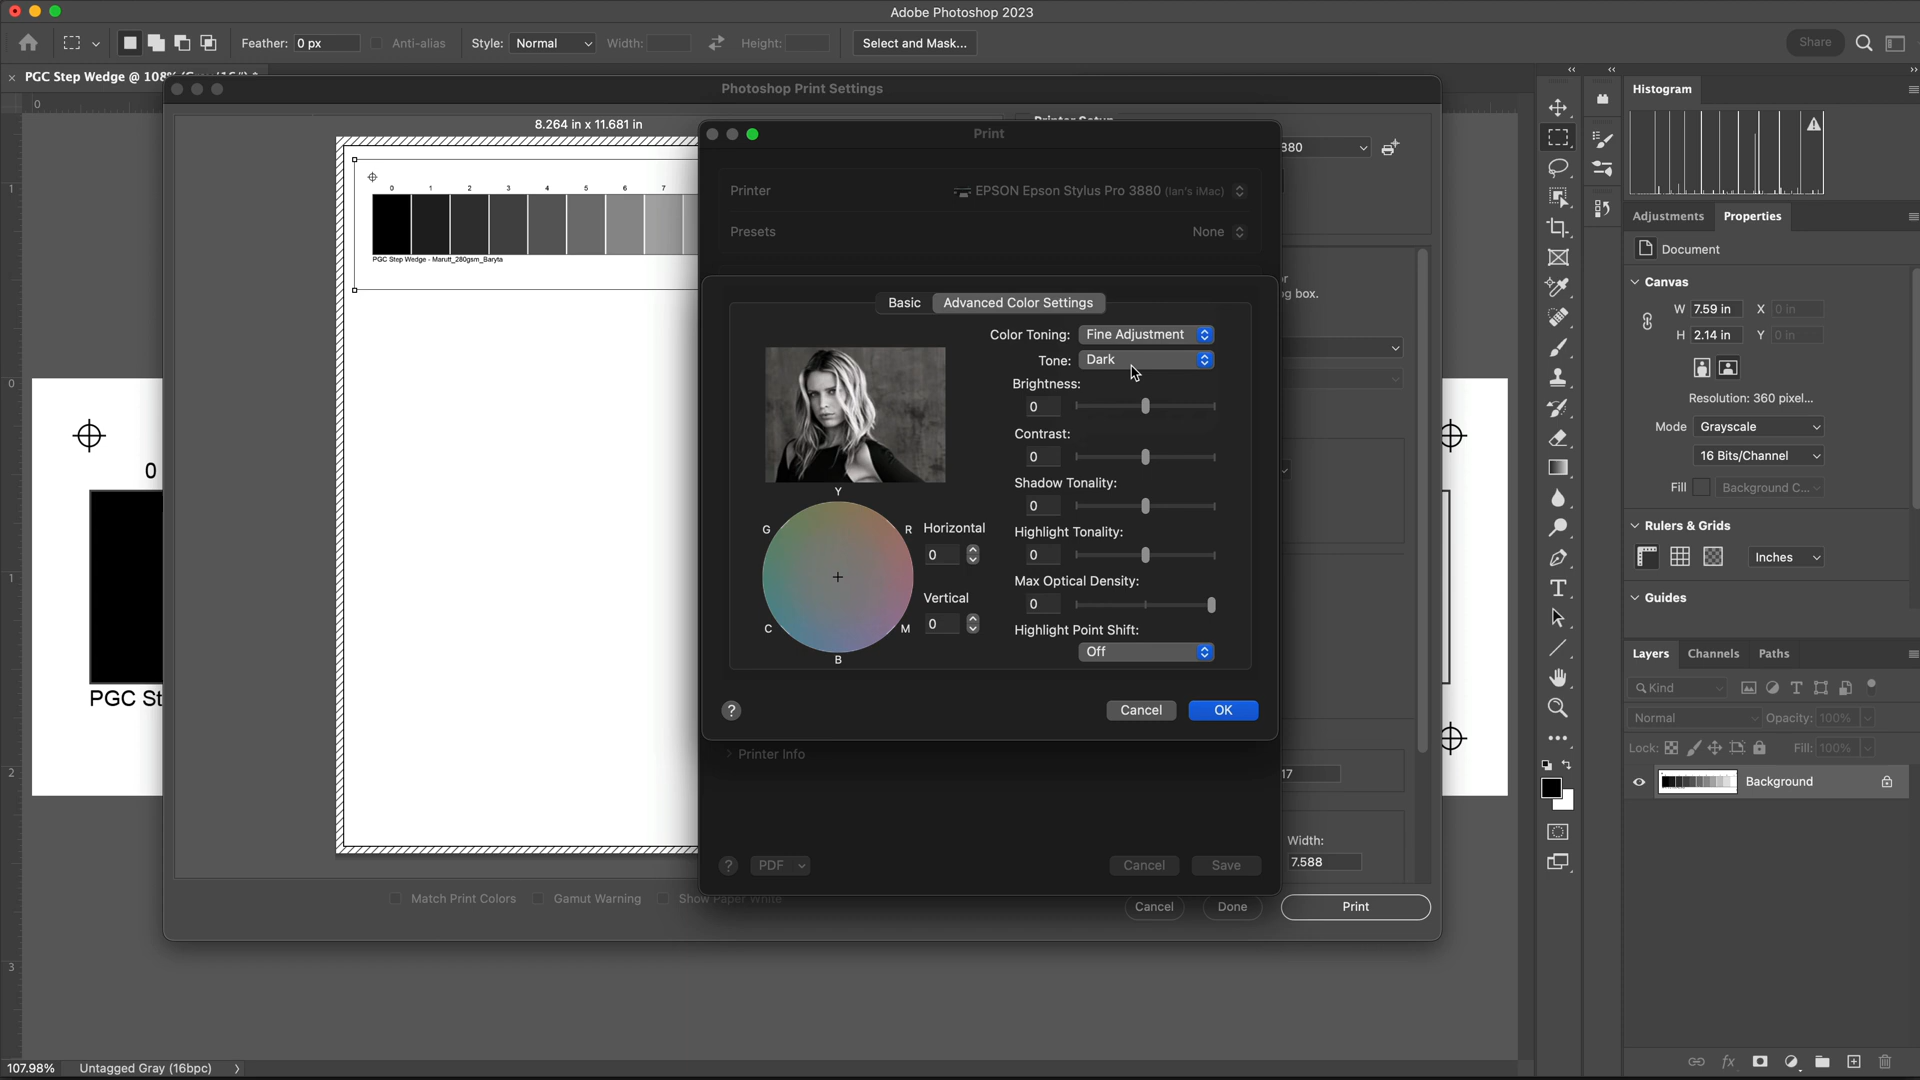 Adobe Photoshop 2023
Feather: 0 px
Anti-alias
Style: Normal
Width:
Height:
Select and Mask...
Share
PGC Step Wedge @ 108%
Photoshop Print Settings
8.264 in x 11.681 in
0 1 2 3 4 5 6 7
PGC Step Wedge - Marutt_280gsm_Baryta
Printer Setup
880
or
g box.
17
Width:
7.588
Print
Printer
EPSON Epson Stylus Pro 3880 (Ian's iMac)
Presets
None
Basic
Advanced Color Settings
Color Toning: Fine Adjustment
Tone: Dark
Brightness:
0
Contrast:
0
Shadow Tonality:
0
Highlight Tonality:
0
Max Optical Density:
0
Highlight Point Shift:
Off
Y
G
R
C
M
B
Horizontal
0
Vertical
0
?
Cancel
OK
Printer Info
?
PDF
Cancel
Save
Match Print Colors
Gamut Warning
Show Paper White
Cancel
Done
Print
0
1
0
1
2
3
0
PGC St
Histogram
Adjustments
Properties
Document
Canvas
W 7.59 in X 0 in
H 2.14 in Y 0 in
Resolution: 360 pixel...
Mode Grayscale
16 Bits/Channel
Fill Background C...
Rulers & Grids
Inches
Guides
Layers
Channels
Paths
Kind
Normal
Opacity: 100%
Lock:
Fill: 100%
Background
fx
107.98%
Untagged Gray (16bpc)